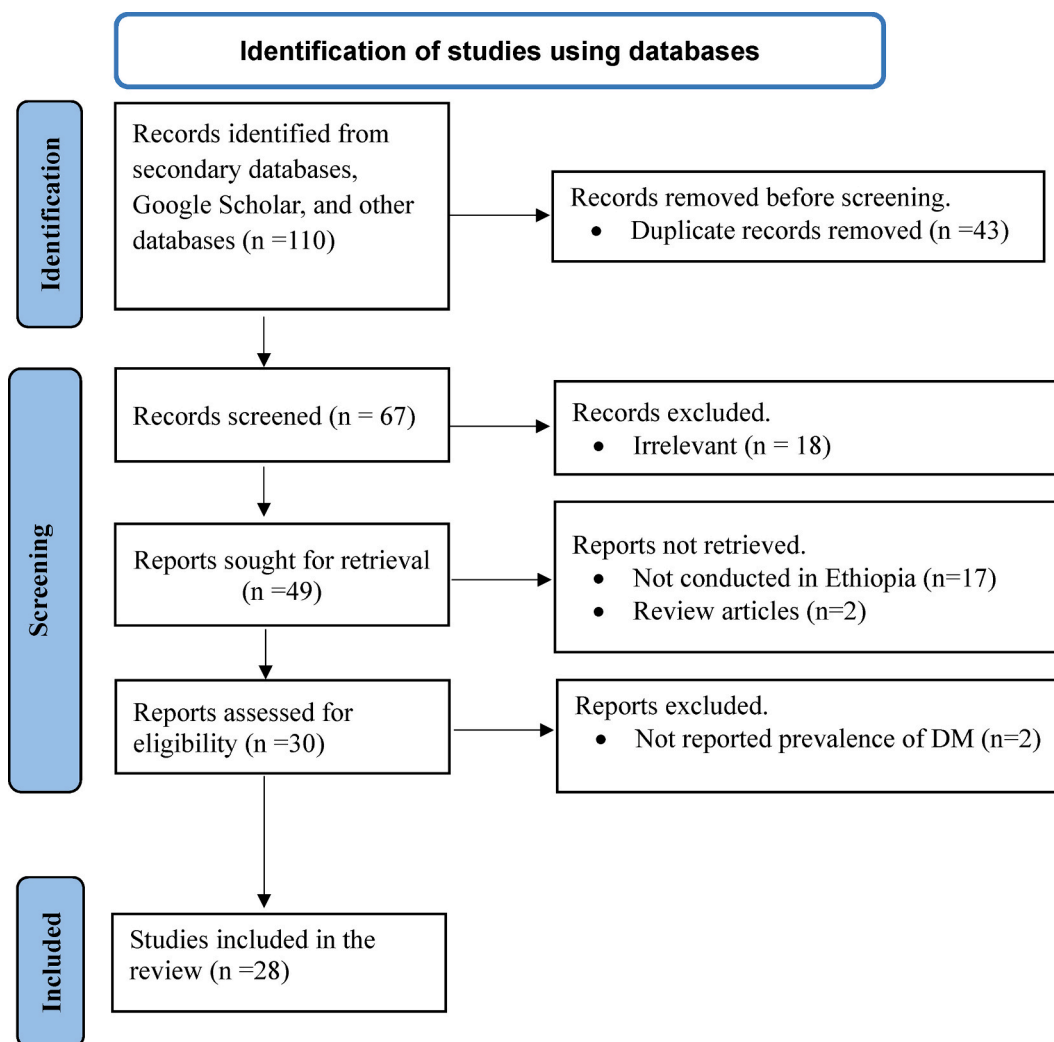 Identification of studies using databases
Identification
Records identified from
secondary databases,
Google Scholar, and other
databases (n =110)
Records removed before screening.
• Duplicate records removed (n =43)
Screening
Records screened (n = 67)
Records excluded.
• Irrelevant (n = 18)
Reports sought for retrieval
(n =49)
Reports not retrieved.
• Not conducted in Ethiopia (n=17)
• Review articles (n=2)
Reports assessed for
eligibility (n =30)
Reports excluded.
• Not reported prevalence of DM (n=2)
Included
Studies included in the
review (n =28)